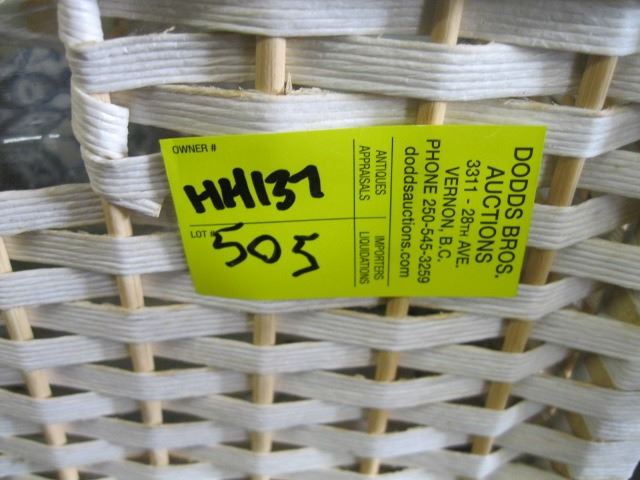 OWNER #
HH137
LOT #
505
ANTIQUES IMPORTERS
APPRAISALS LIQUIDATIONS
DODDS BROS.
AUCTIONS
3311 - 28TH AVE.
VERNON, B.C.
PHONE 250-545-3259
doddsauctions.com